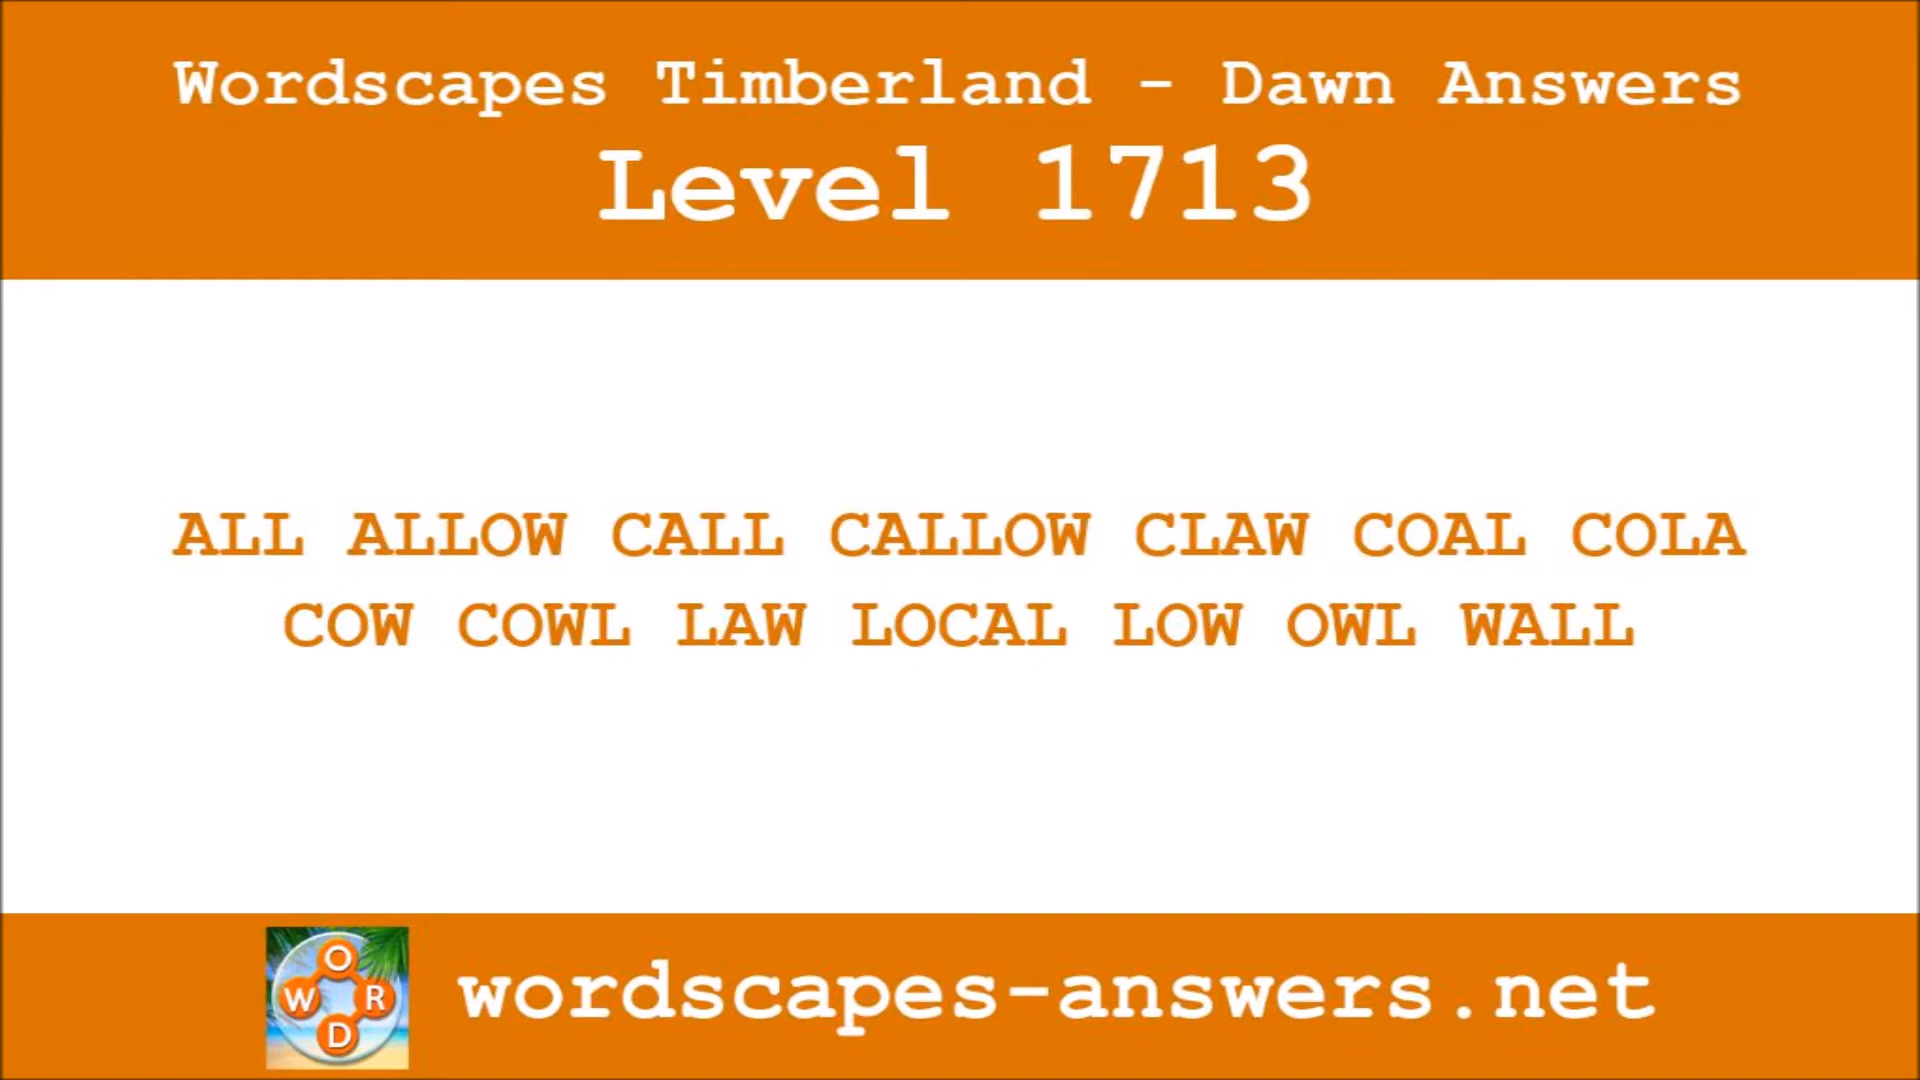 Wordscapes Timberland - Dawn Answers
Level 1713
ALL ALLOW CALL CALLOW CLAW COAL COLA
COW COWL LAW LOCAL LOW OWL WALL
O
W R
D
wordscapes-answers.net